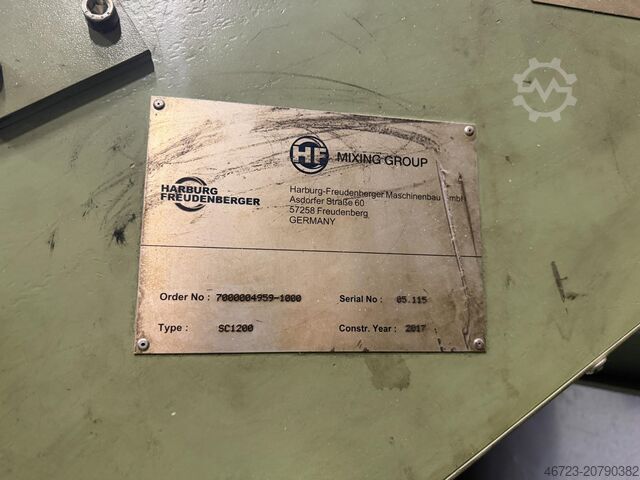 HF MIXING GROUP
HARBURG
FREUDENBERGER
Harburg-Freudenberger Maschinenbau GmbH
Asdorfer Straße 60
57258 Freudenberg
GERMANY
Order No : 7000004959-1000 Serial No : 05.115
Type : SC1200 Constr. Year : 2017
46723-20790382